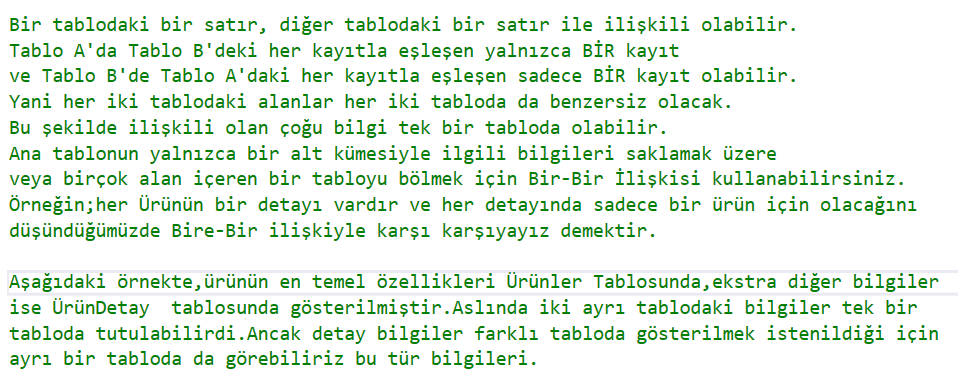 Bir tablodaki bir satır, diğer tablodaki bir satır ile ilişkili olabilir.
Tablo A'da Tablo B'deki her kayıtla eşleşen yalnızca BİR kayıt
ve Tablo B'de Tablo A'daki her kayıtla eşleşen sadece BİR kayıt olabilir.
Yani her iki tablodaki alanlar her iki tabloda da benzersiz olacak.
Bu şekilde ilişkili olan çoğu bilgi tek bir tabloda olabilir.
Ana tablonun yalnızca bir alt kümesiyle ilgili bilgileri saklamak üzere
veya birçok alan içeren bir tabloyu bölmek için Bir-Bir İlişkisi kullanabilirsiniz.
Örneğin;her Ürünün bir detayı vardır ve her detayında sadece bir ürün için olacağını
düşündüğümüzde Bire-Bir ilişkiyle karşı karşıyayız demektir.
Aşağıdaki örnekte,ürünün en temel özellikleri Ürünler Tablosunda,ekstra diğer bilgiler
ise ÜrünDetay  tablosunda gösterilmiştir.Aslında iki ayrı tablodaki bilgiler tek bir
tabloda tutulabilirdi.Ancak detay bilgiler farklı tabloda gösterilmek istenildiği için
ayrı bir tabloda da görebiliriz bu tür bilgileri.